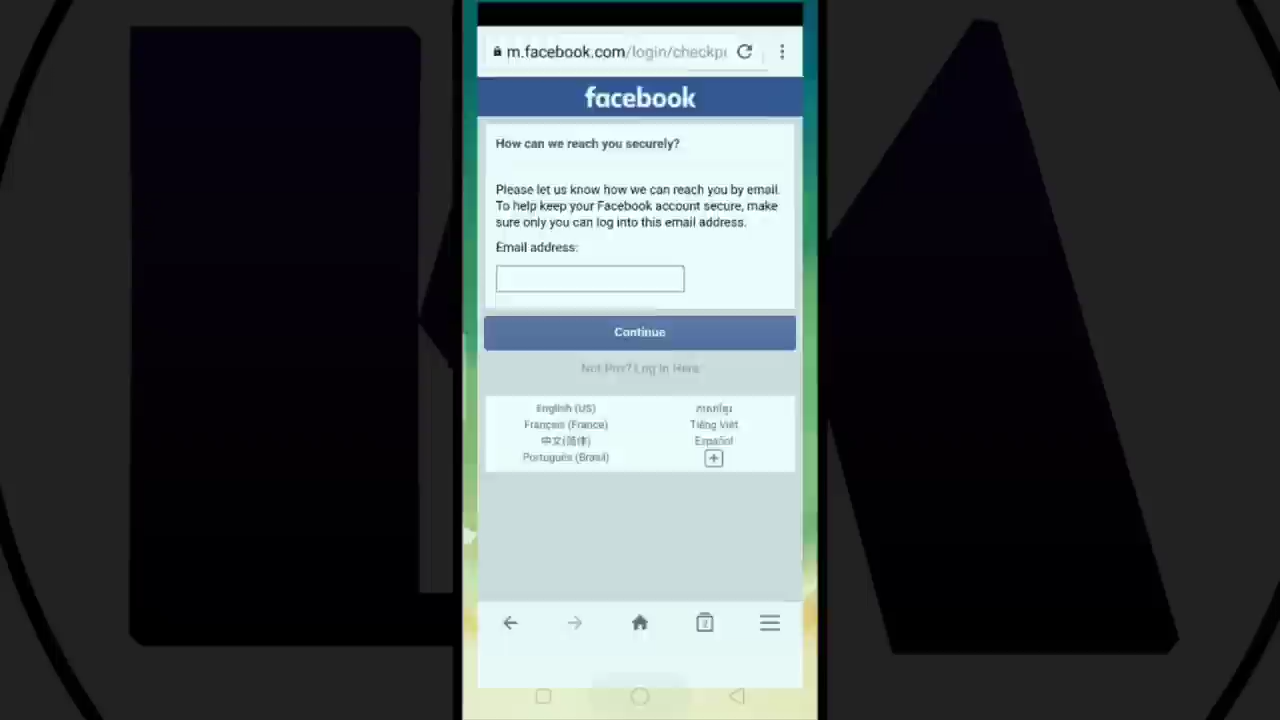 m.facebook.com/login/checkp
facebook
How can we reach you securely?
Please let us know how we can reach you by email.
To help keep your Facebook account secure, make
sure only you can log into this email address.
Email address:
Continue
Not Pro? Log In Here
English (US)
ភាសាខ្មែរ
Français (France)
Tiếng Việt
中文(简体)
Español
Português (Brasil)
2